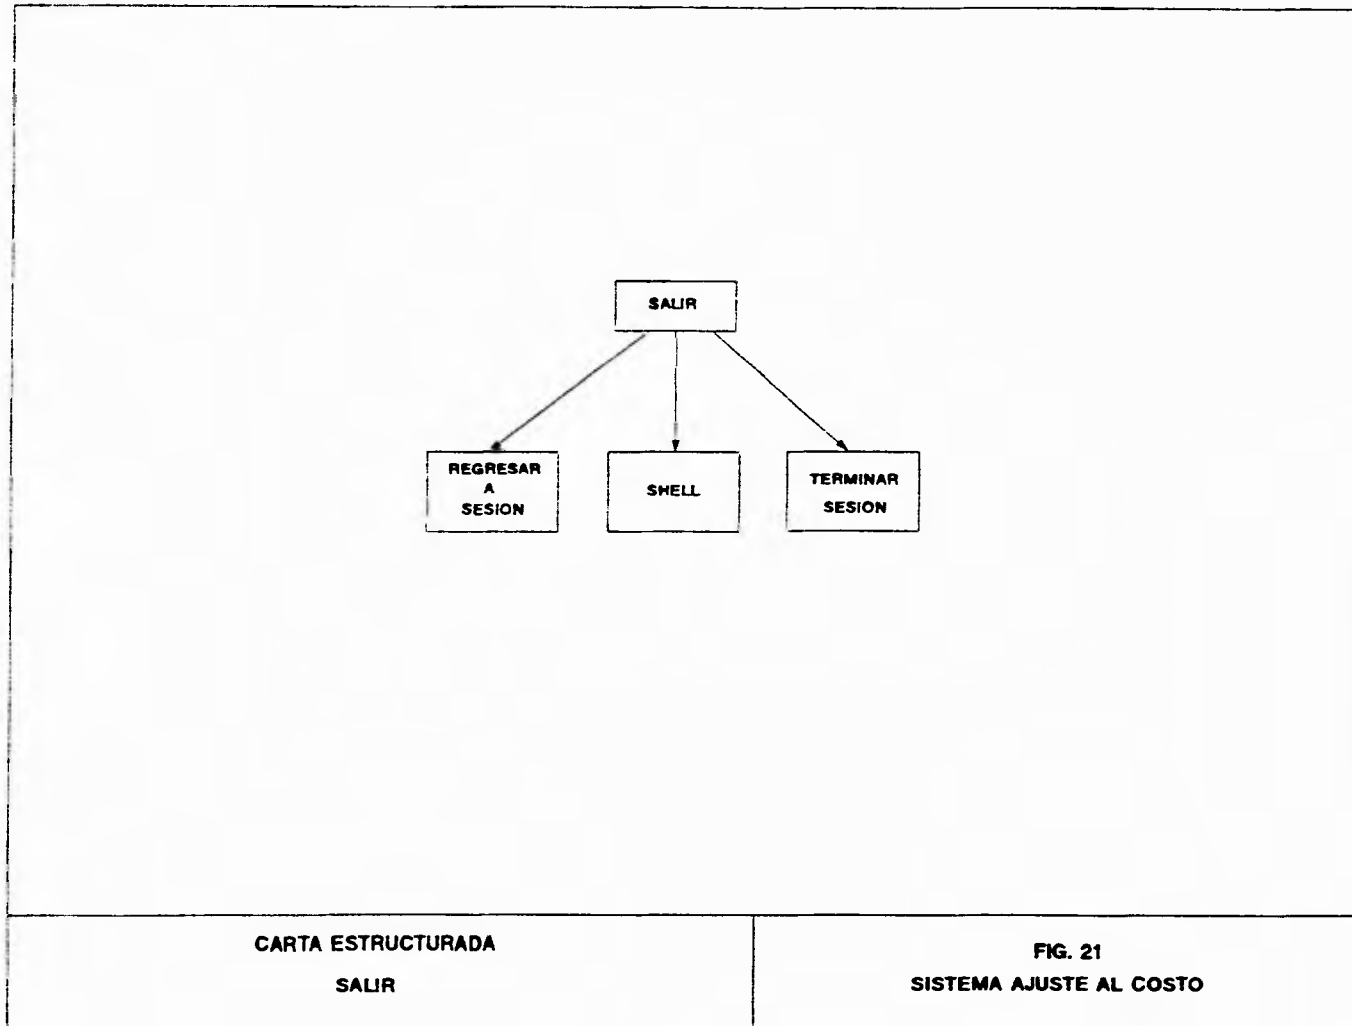 SALIR
REGRESAR
A
SESION
SHELL
TERMINAR
SESION
CARTA ESTRUCTURADA
SALIR
FIG. 21
SISTEMA AJUSTE AL COSTO